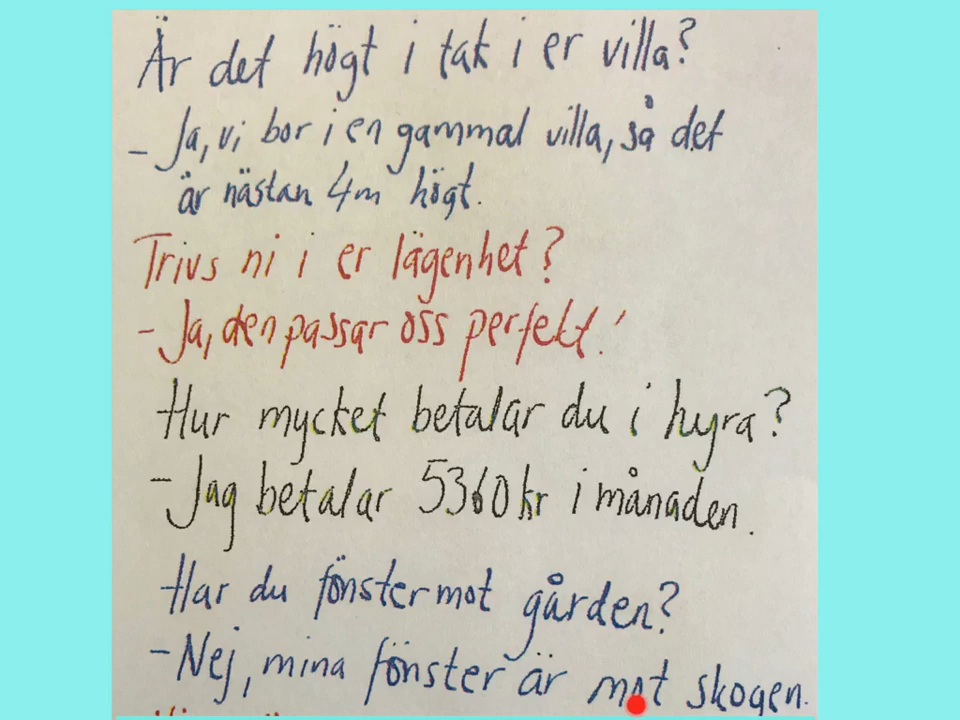 Är det högt i tak i er villa?
- Ja, vi bor i en gammal villa, så det
är nästan 4m högt.
Trivs ni i er lägenhet?
- Ja, den passar oss perfekt!
Hur mycket betalar du i hyra?
- Jag betalar 5360 kr i månaden.
Har du fönster mot gården?
- Nej, mina fönster är mot skogen.